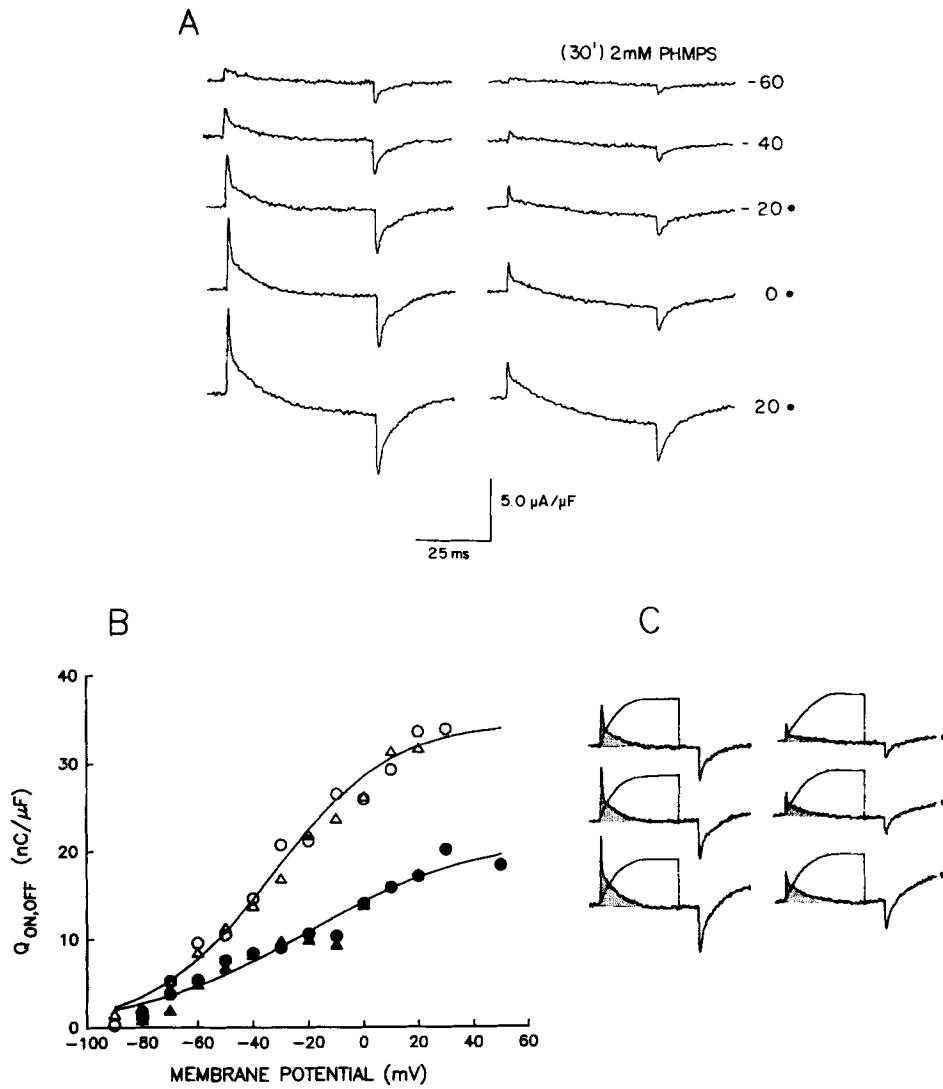 A
(30') 2mM PHMPS
-60
-40
-20 •
0 •
20 •
5.0 µA/µF
25 ms
B
C
40
30
20
10
0
Q ON,OFF (nC/µF)
-100 -80 -60 -40 -20 0 20 40 60
MEMBRANE POTENTIAL (mV)